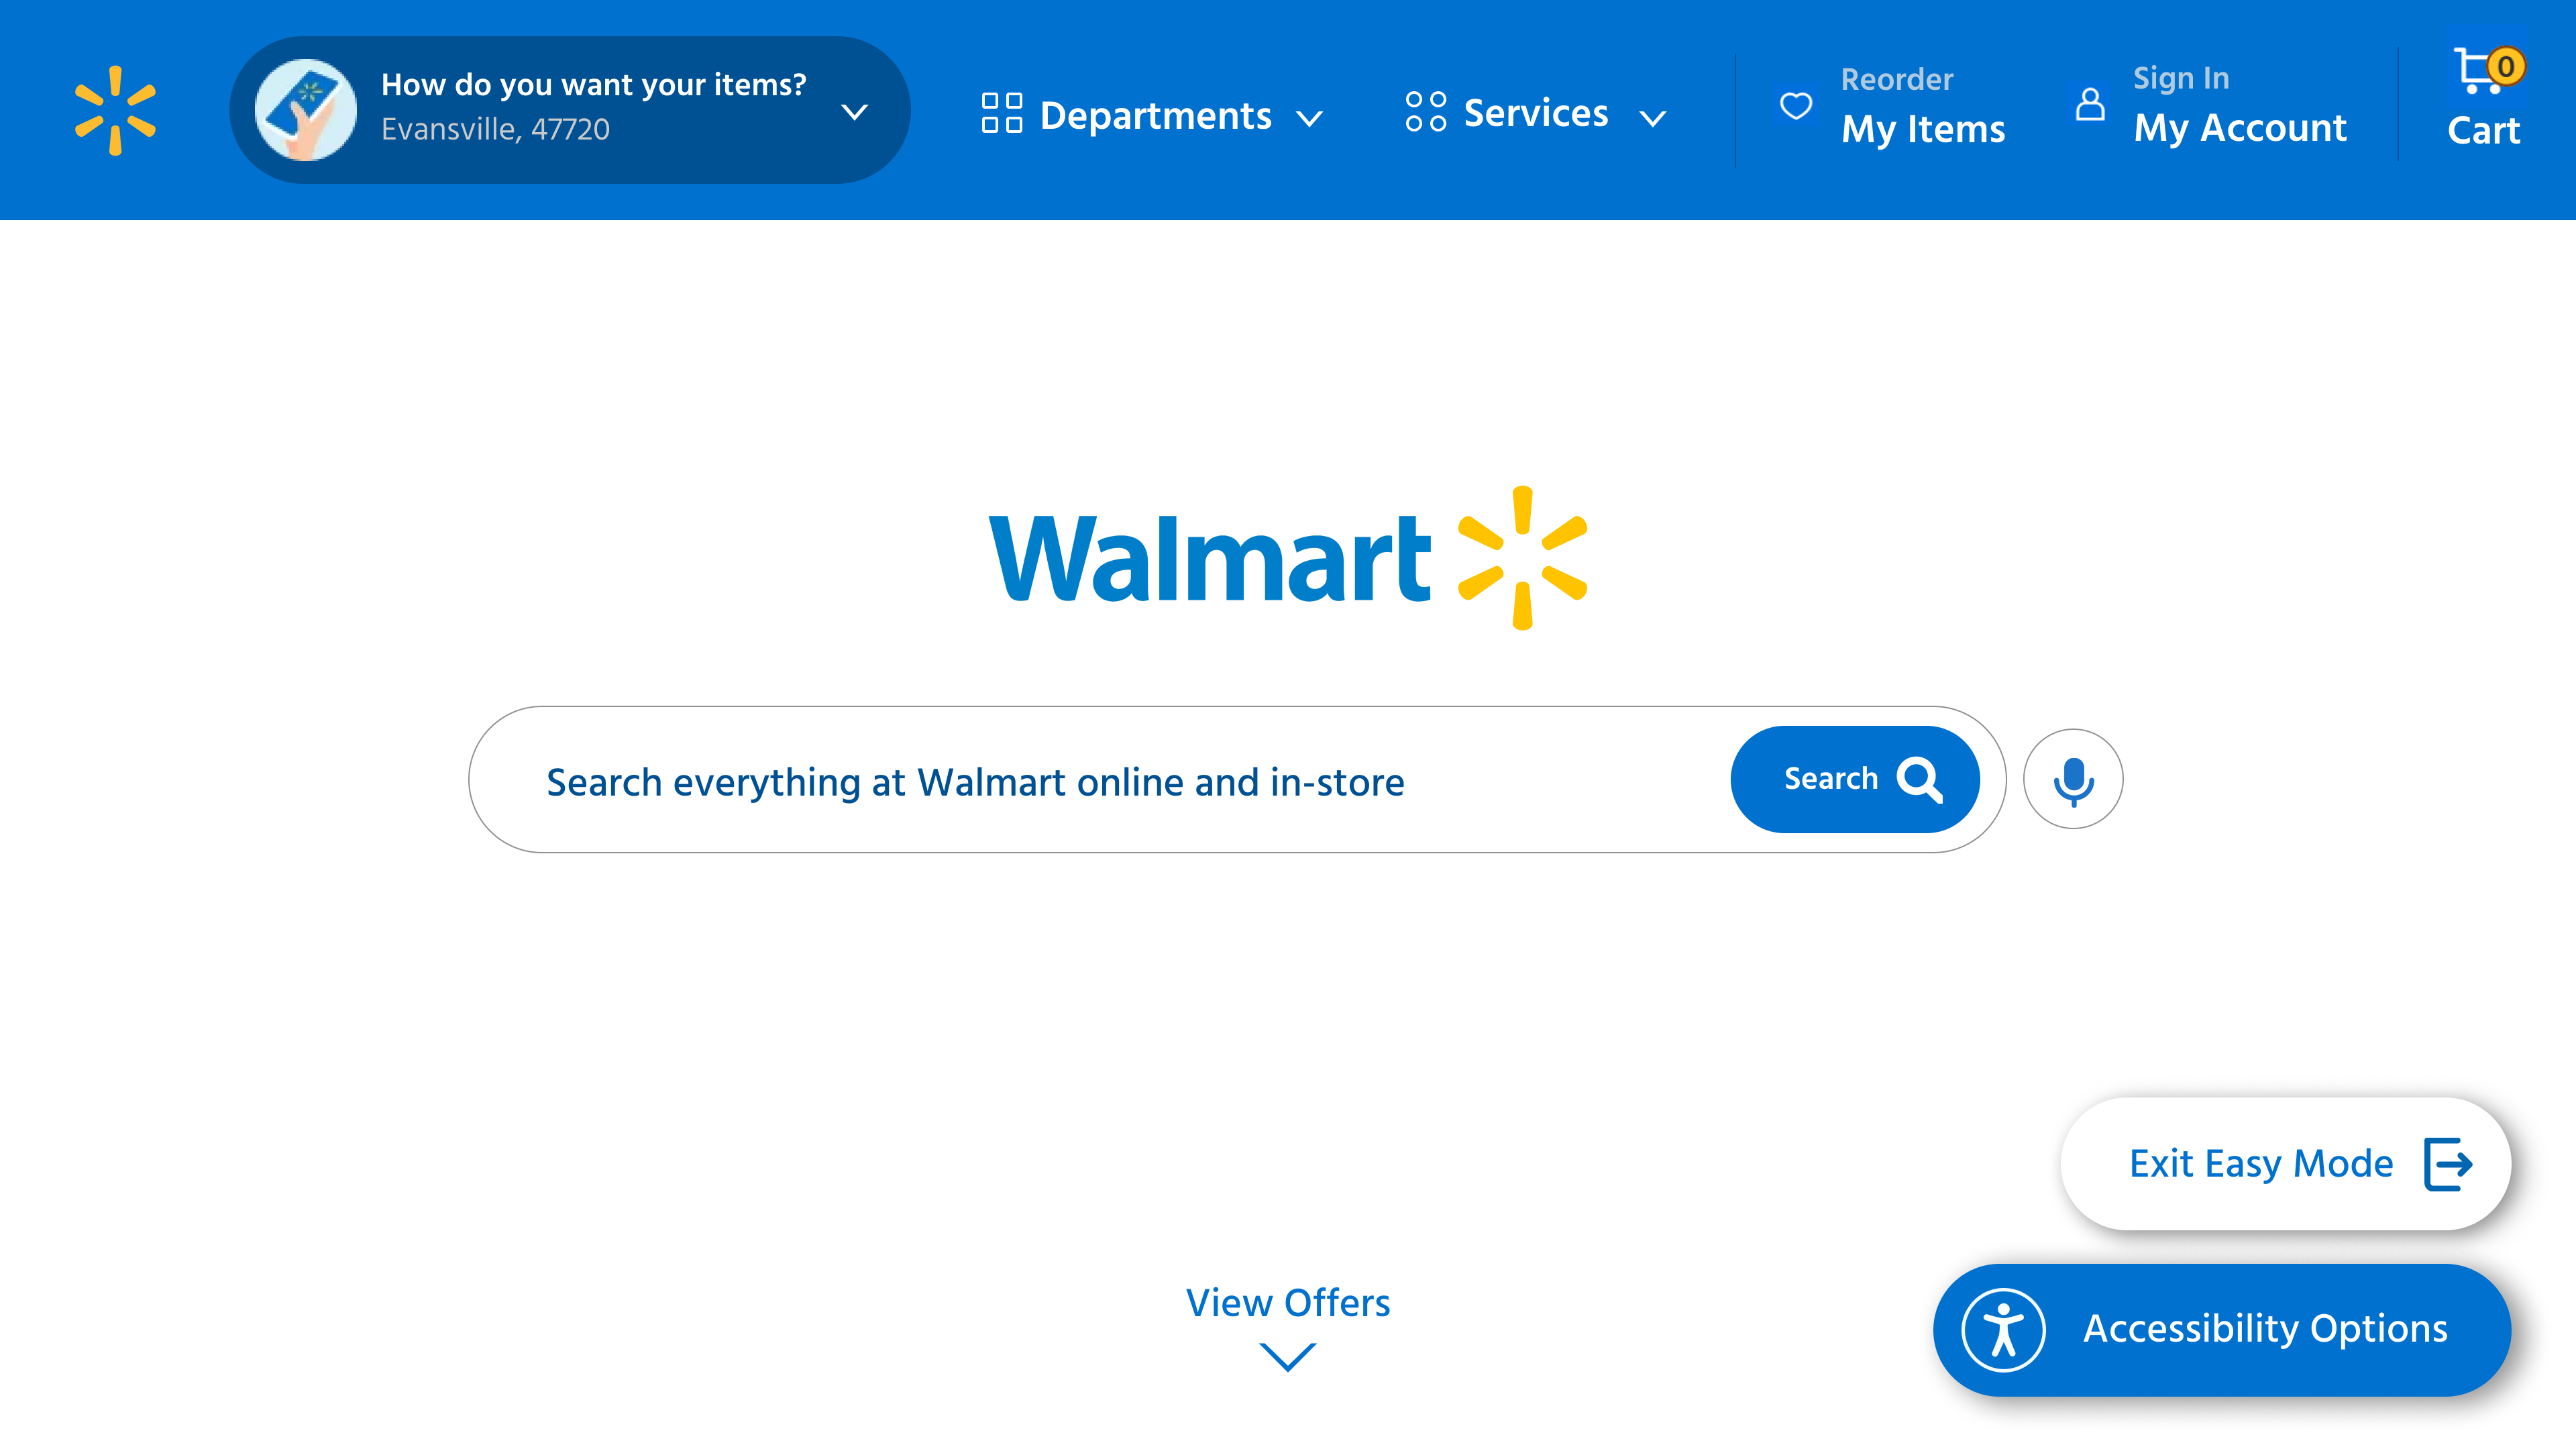 How do you want your items?
Evansville, 47720
Departments
Services
Reorder
My Items
Sign In
My Account
0
Cart
Walmart
Search everything at Walmart online and in-store
Search
Exit Easy Mode
View Offers
Accessibility Options